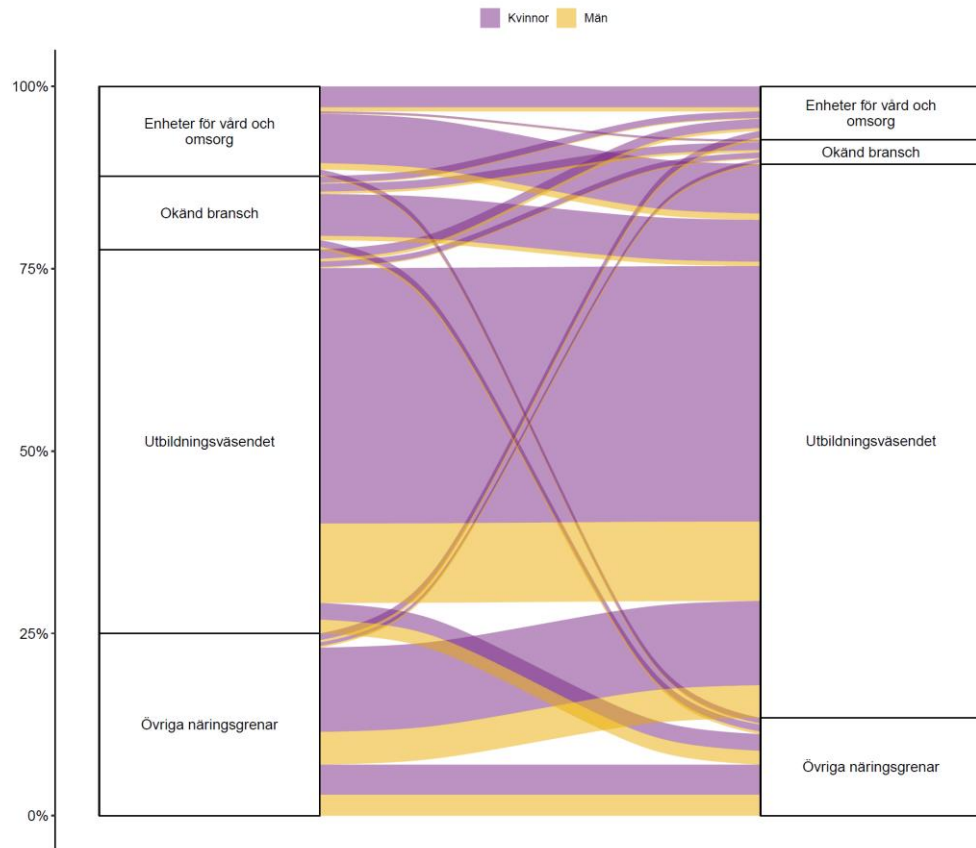 Kvinnor
Män
100%
75%
50%
25%
0%
Enheter för vård och
omsorg
Okänd bransch
Utbildningsväsendet
Övriga näringsgrenar
Enheter för vård och
omsorg
Okänd bransch
Utbildningsväsendet
Övriga näringsgrenar